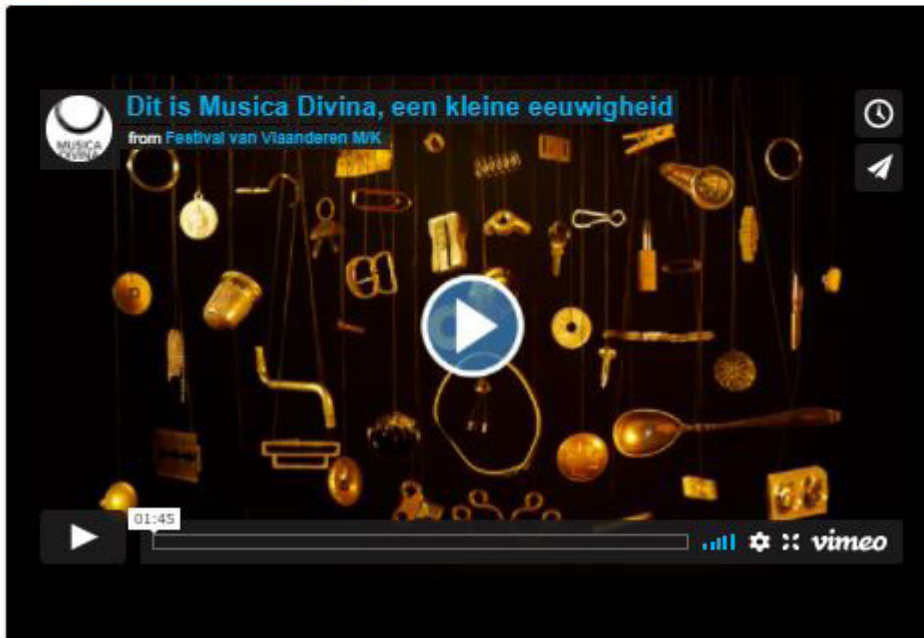 Dit is Musica Divina, een kleine eeuwigheid
MUSICA
DIVINA
from Festival van Vlaanderen M/K
01:45
vimeo